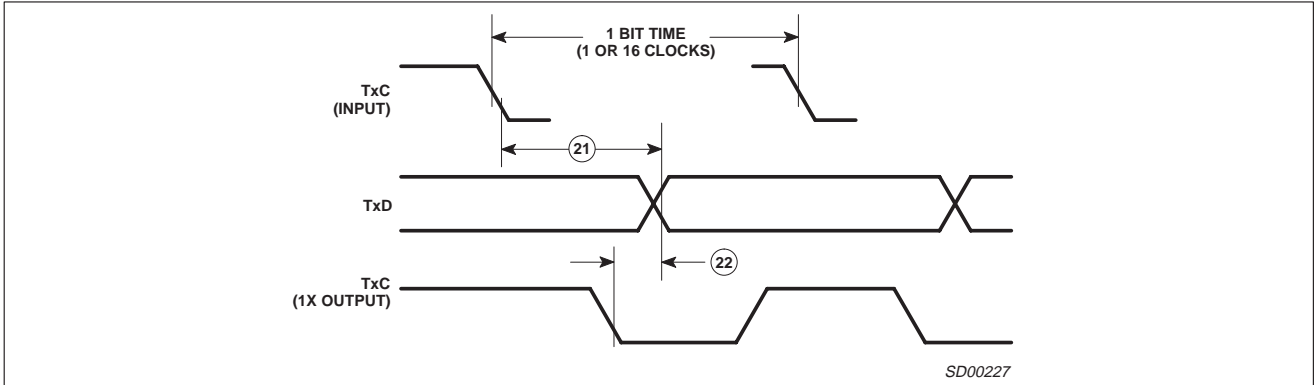 1 BIT TIME
(1 OR 16 CLOCKS)
TxC
(INPUT)
21
TxD
22
TxC
(1X OUTPUT)
SD00227